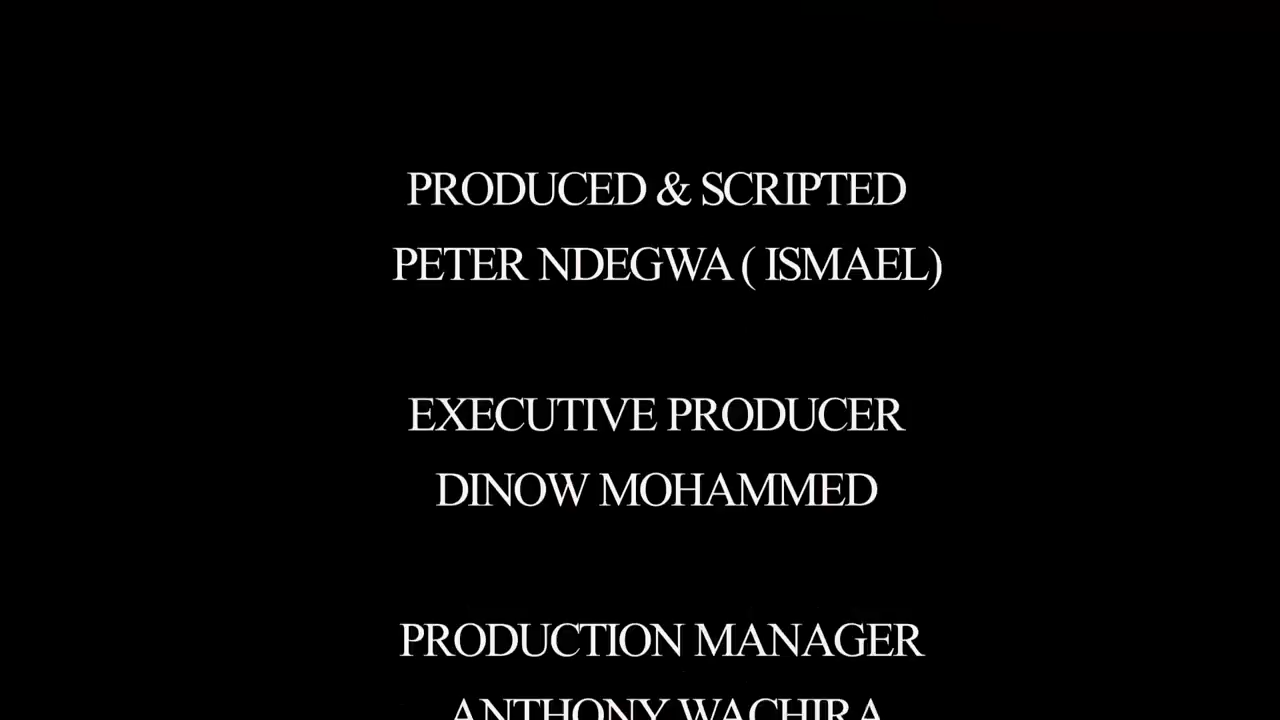 PRODUCED & SCRIPTED
PETER NDEGWA ( ISMAEL)
EXECUTIVE PRODUCER
DINOW MOHAMMED
PRODUCTION MANAGER
ANTHONY WACHIRA